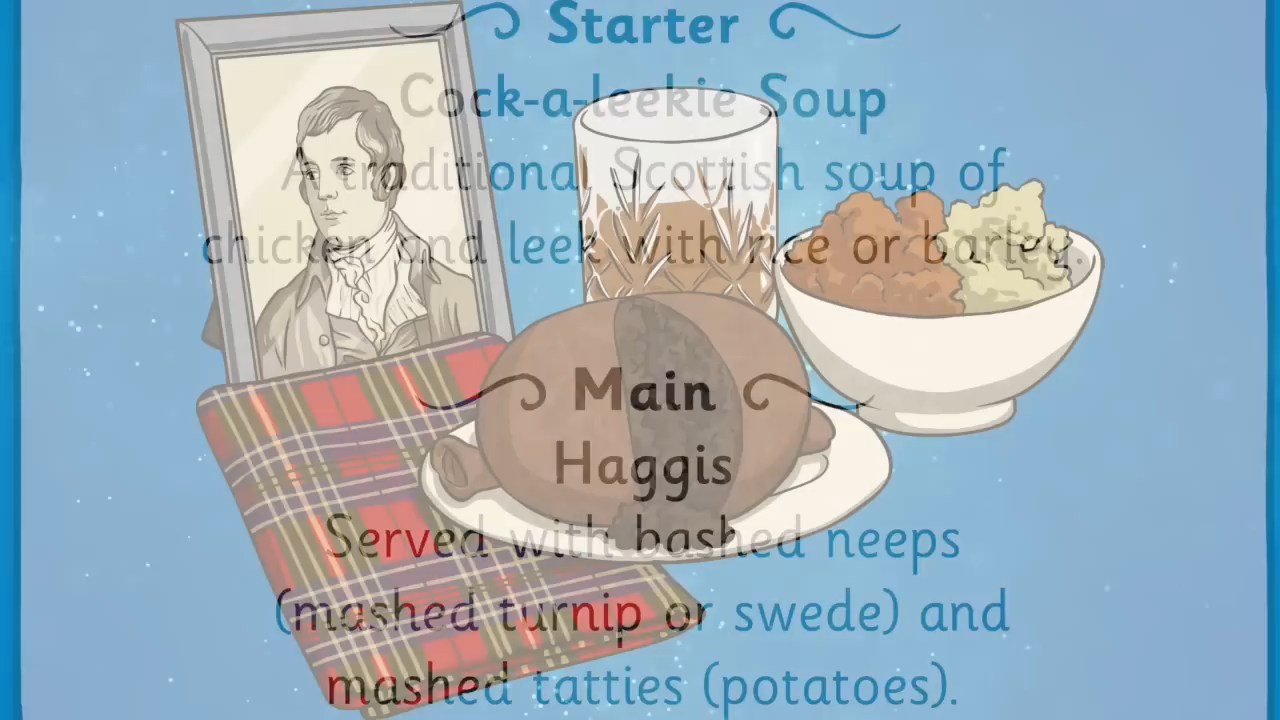 Starter
Cock-a-leekie Soup
A traditional Scottish soup of
chicken and leek with rice or barley.
Main
Haggis
Served with bashed neeps
(mashed turnip or swede) and
mashed tatties (potatoes).